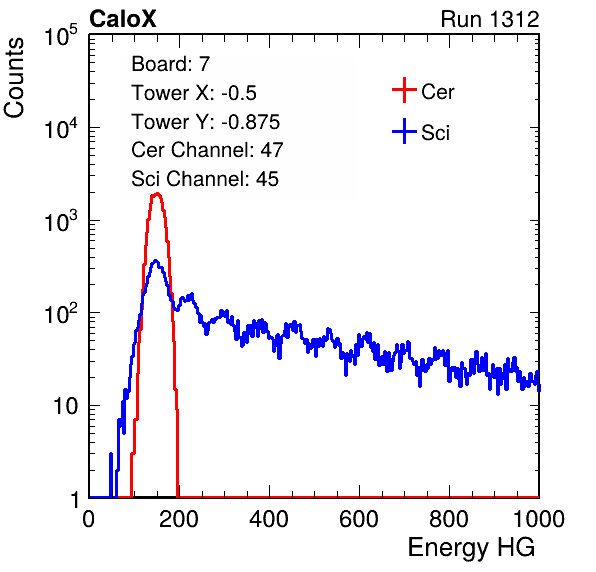 CaloX Run 1312
Counts
Board: 7
Tower X: -0.5
Tower Y: -0.875
Cer Channel: 47
Sci Channel: 45
Cer
Sci
10^5
10^4
10^3
10^2
10
1
0 200 400 600 800 1000
Energy HG